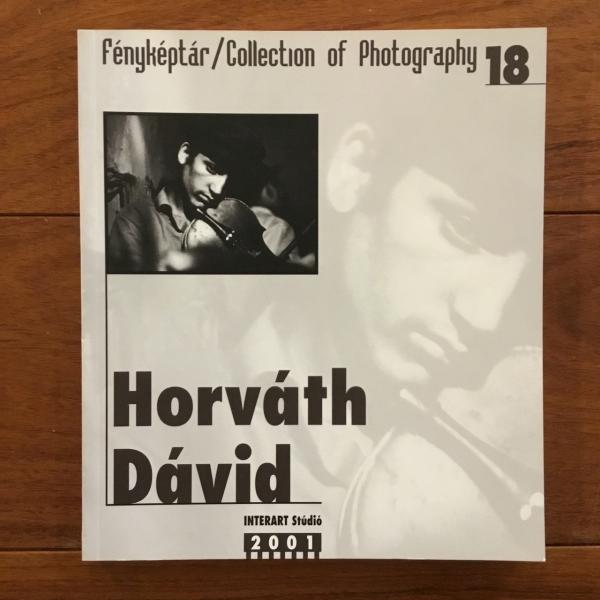 Fényképtár/Collection of Photography 18
Horváth
Dávid
INTERART Stúdió
2001